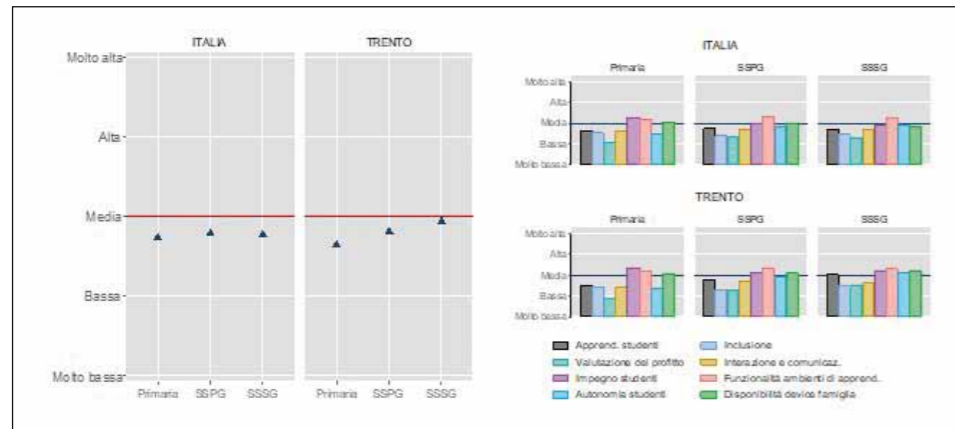 ITALIA TRENTO
Molto alta
Alta
Media
Bassa
Molto bassa
Primaria SSPG SSSG Primaria SSPG SSSG
ITALIA
Primaria SSPG SSSG
Molto alta
Alta
Media
Bassa
Molto bassa
TRENTO
Primaria SSPG SSSG
Molto alta
Alta
Media
Bassa
Molto bassa
Apprend. studenti Inclusione
Valutazione del profitto Interazione e comunicaz.
Impegno studenti Funzionalità ambienti di apprend.
Autonomia studenti Disponibilità device famiglia